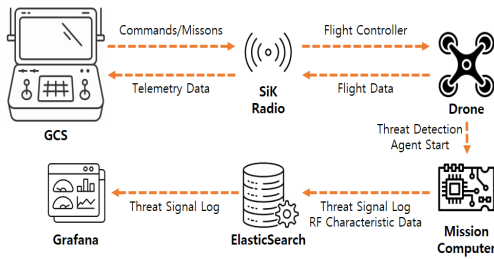 Commands/Missons
Flight Controller
Telemetry Data
SiK
Radio
Flight Data
GCS
Drone
Threat Detection
Agent Start
Threat Signal Log
Threat Signal Log
RF Characteristic Data
Grafana
ElasticSearch
Mission
Computer